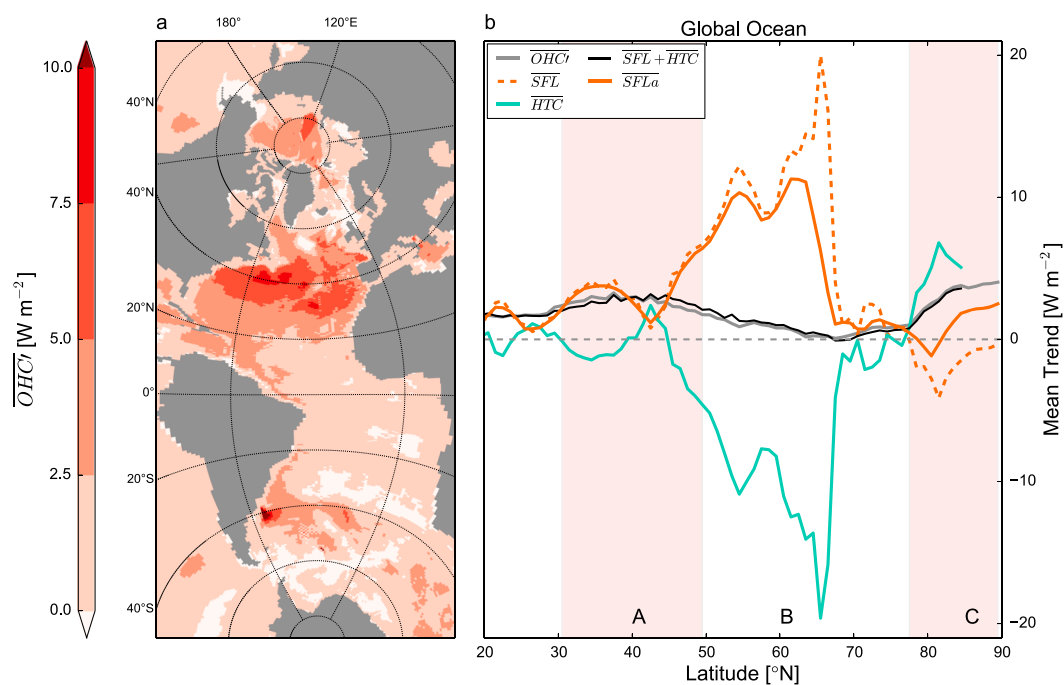 a
180°
120°E
b
Global Ocean
10.0
7.5
5.0
2.5
0.0
OHC′ [W m⁻²]
40°N
40°N
20°N
0°
20°S
40°S
OHC′
SFL
HTC
SFL + HTC
SFLa
20
10
0
−10
−20
Mean Trend [W m⁻²]
A
B
C
20
30
40
50
60
70
80
90
Latitude [°N]